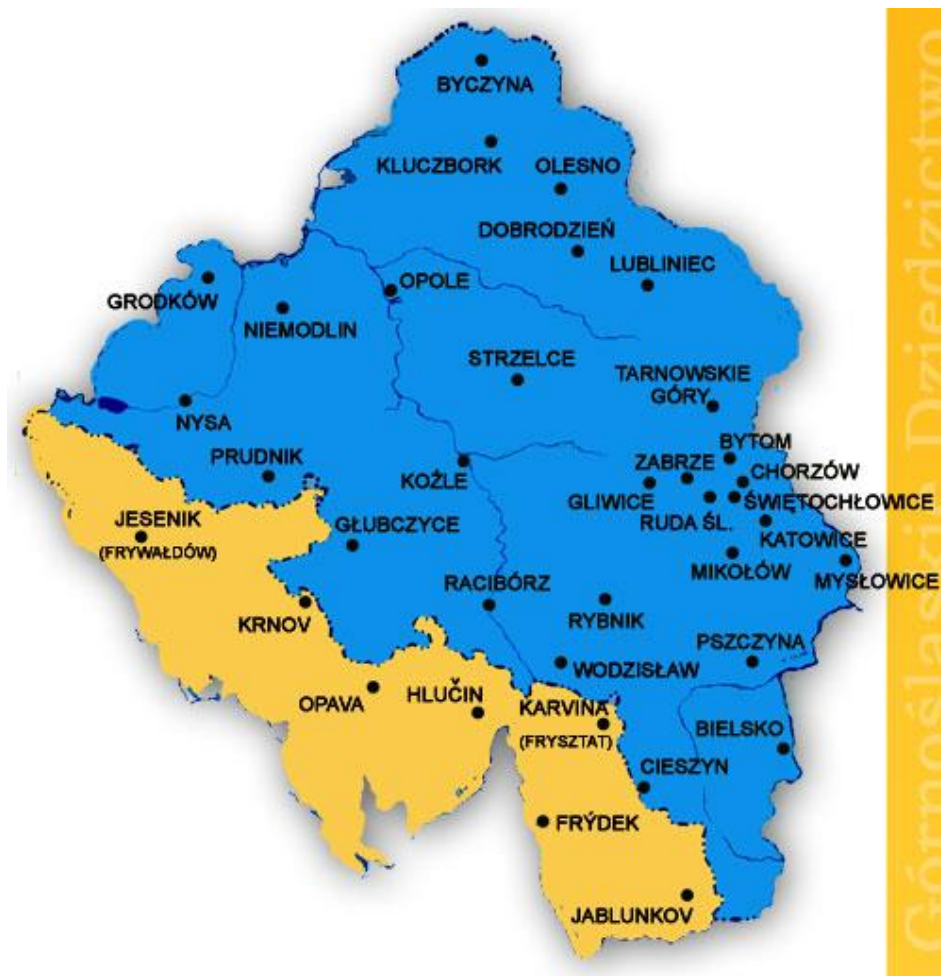 BYCZYNA
KLUCZBORK
OLESNO
DOBRODZIEŃ
LUBLINIEC
OPOLE
GRODKÓW
NIEMODLIN
STRZELCE
TARNOWSKIE
GÓRY
NYSA
BYTOM
PRUDNIK
KOŹLE
ZABRZE
CHORZÓW
GLIWICE
ŚWIĘTOCHŁOWICE
RUDA ŚL.
JESENIK
(FRYWAŁDÓW)
GŁUBCZYCE
KATOWICE
MIKOŁÓW
MYSŁOWICE
RACIBÓRZ
KRNOV
RYBNIK
PSZCZYNA
WODZISŁAW
OPAVA
HLUČIN
KARVINA
(FRYSZTAT)
BIELSKO
CIESZYN
FRÝDEK
JABLUNKOV
Górnośląskie Dziedzictwo